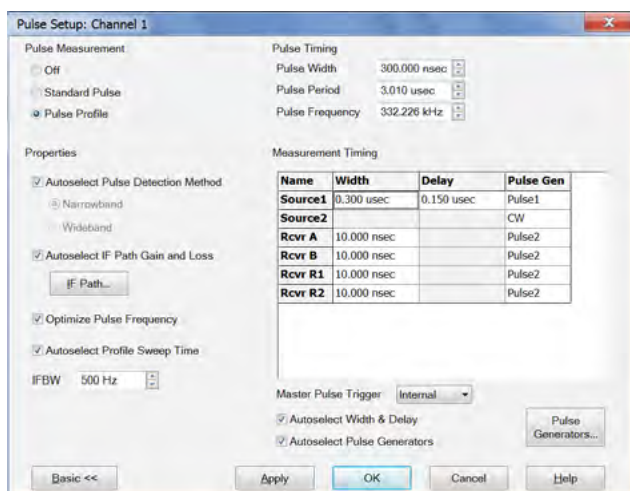 Pulse Setup: Channel 1
Pulse Measurement
Off
Standard Pulse
Pulse Profile
Pulse Timing
Pulse Width 300.000 nsec
Pulse Period 3.010 usec
Pulse Frequency 332.226 kHz
Properties
Autoselect Pulse Detection Method
Narrowband
Wideband
Autoselect IF Path Gain and Loss
IF Path...
Optimize Pulse Frequency
Autoselect Profile Sweep Time
IFBW 500 Hz
Measurement Timing
Name Width Delay Pulse Gen
Source1 0.300 usec 0.150 usec Pulse1
Source2 CW
Rcvr A 10.000 nsec Pulse2
Rcvr B 10.000 nsec Pulse2
Rcvr R1 10.000 nsec Pulse2
Rcvr R2 10.000 nsec Pulse2
Master Pulse Trigger Internal
Autoselect Width & Delay
Autoselect Pulse Generators
Pulse
Generators...
Basic << Apply OK Cancel Help